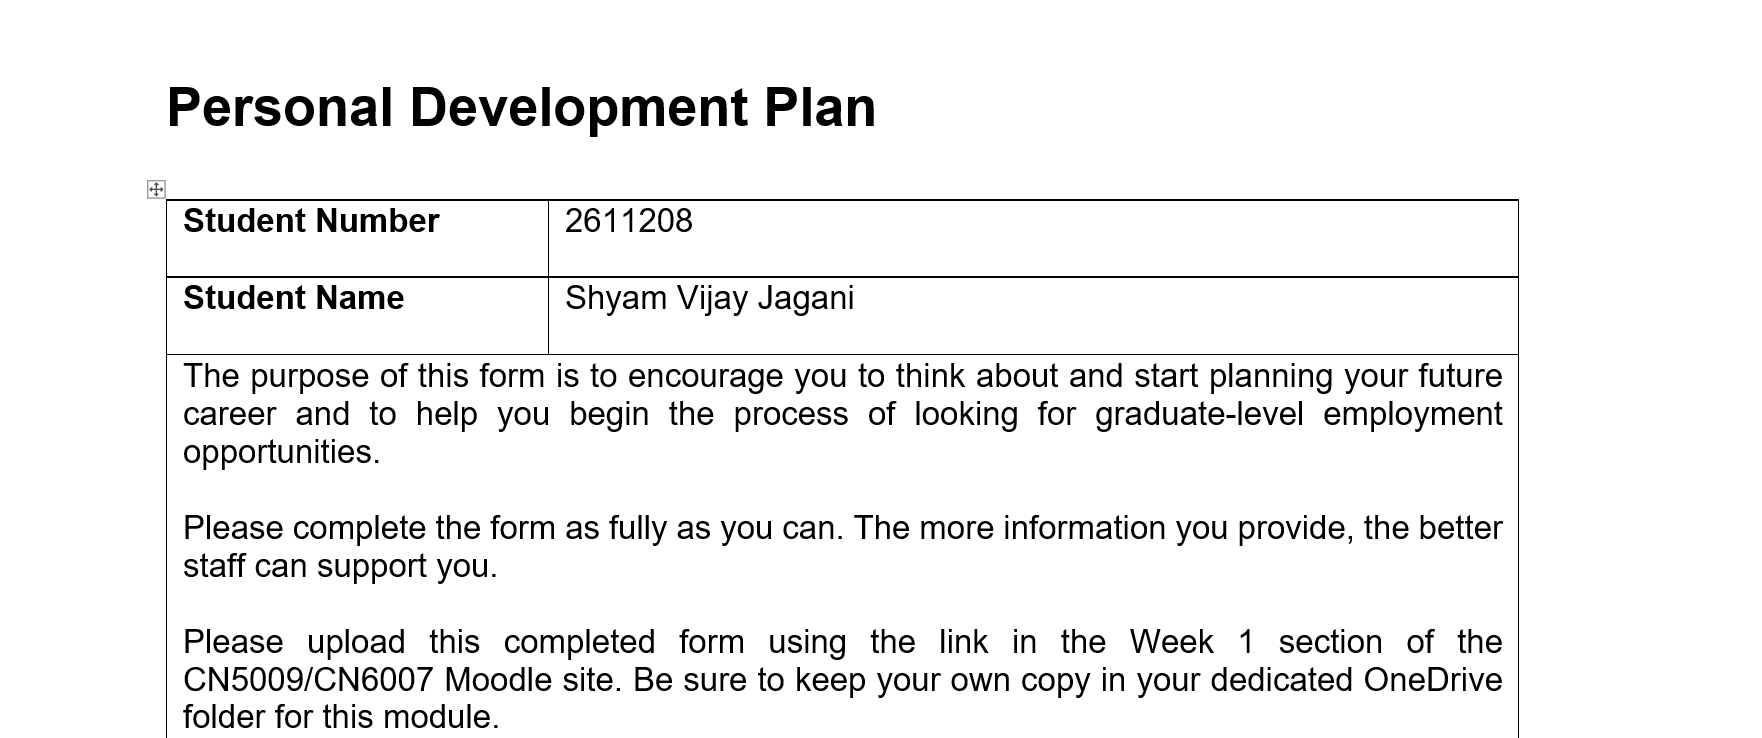 Personal Development Plan
Student Number 2611208
Student Name Shyam Vijay Jagani
The purpose of this form is to encourage you to think about and start planning your future
career and to help you begin the process of looking for graduate-level employment
opportunities.
Please complete the form as fully as you can. The more information you provide, the better
staff can support you.
Please upload this completed form using the link in the Week 1 section of the
CN5009/CN6007 Moodle site. Be sure to keep your own copy in your dedicated OneDrive
folder for this module.